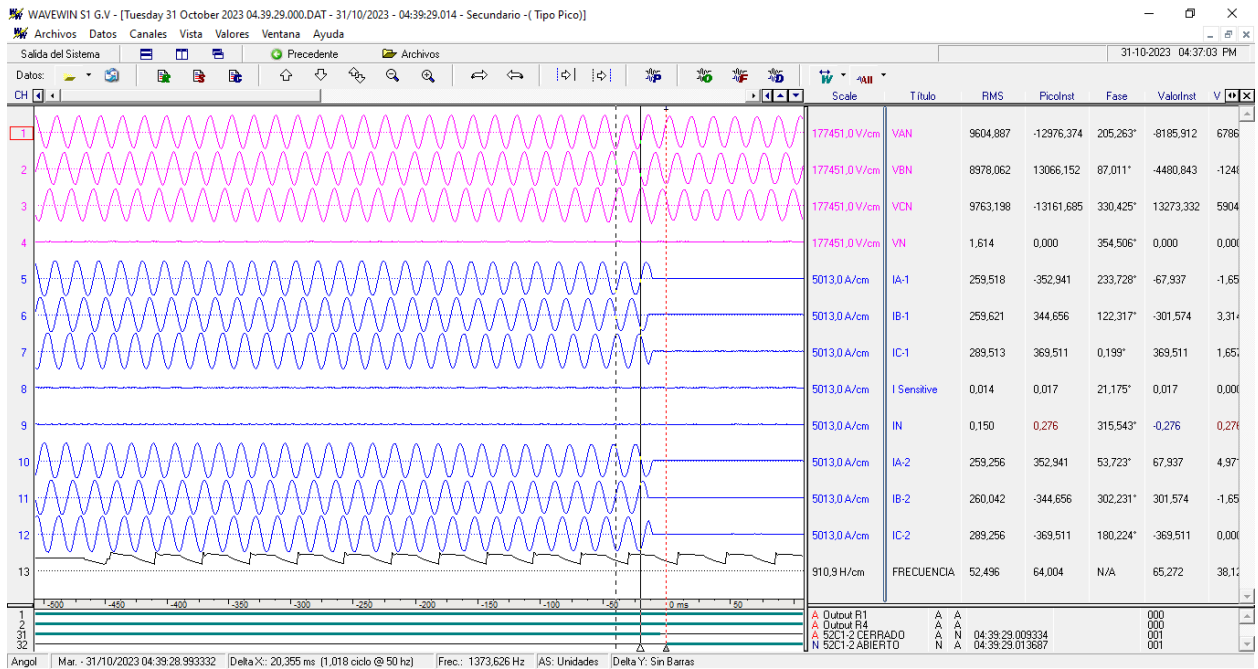 WAVEWIN S1 G.V - [Tuesday 31 October 2023 04.39.29.000.DAT - 31/10/2023 - 04:39:29.014 - Secundario -( Tipo Pico)]
Archivos Datos Canales Vista Valores Ventana Ayuda
Salida del Sistema Precedente Archivos 31-10-2023 04:37:03 PM
Datos:
CH Scale Título RMS PicoInst Fase ValorInst V
1 177451,0 V/cm VAN 9604,887 -12976,374 205,263° -8185,912 6786
2 177451,0 V/cm VBN 8978,062 13066,152 87,011° -4480,843 -1248
3 177451,0 V/cm VCN 9763,198 -13161,685 330,425° 13273,332 5904
4 177451,0 V/cm VN 1,614 0,000 354,506° 0,000 0,000
5 5013,0 A/cm IA-1 259,518 -352,941 233,728° -67,937 -1,65
6 5013,0 A/cm IB-1 259,621 344,656 122,317° -301,574 3,314
7 5013,0 A/cm IC-1 289,513 369,511 0,199° 369,511 1,657
8 5013,0 A/cm I Sensitive 0,014 0,017 21,175° 0,017 0,000
9 5013,0 A/cm IN 0,150 0,276 315,543° -0,276 0,276
10 5013,0 A/cm IA-2 259,256 352,941 53,723° 67,937 4,97
11 5013,0 A/cm IB-2 260,042 -344,656 302,231° 301,574 -1,65
12 5013,0 A/cm IC-2 289,256 -369,511 180,224° -369,511 0,000
13 910,9 H/cm FRECUENCIA 52,496 64,004 N/A 65,272 38,12
-500 -450 -400 -350 -300 -250 -200 -150 -100 -50 0 ms 50
1 A Output R1 A A 000
2 A Output R4 A A 000
31 A 52C1-2 CERRADO A N 04:39:29.009334 001
32 N 52C1-2 ABIERTO N A 04:39:29.013687 001
Angol Mar. - 31/10/2023 04:39:28.993332 Delta X:: 20,355 ms (1,018 ciclo @ 50 hz) Frec.: 1373,626 Hz AS: Unidades Delta Y: Sin Barras